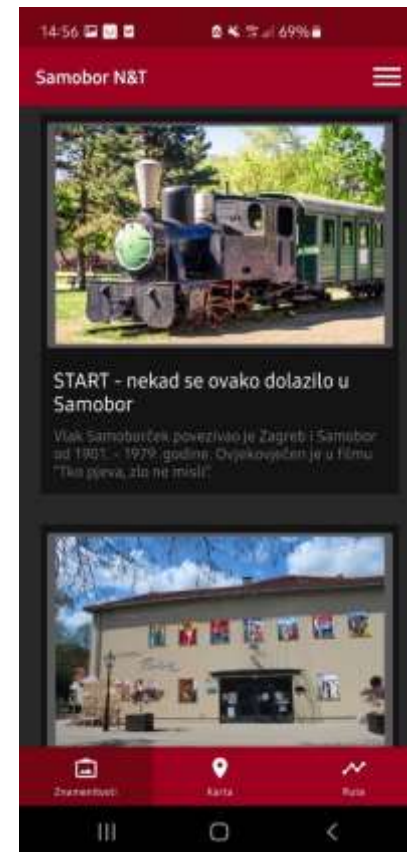 14:56 69%
Samobor N&T
START - nekad se ovako dolazilo u
Samobor
Vlak Samoborček povezivao je Zagreb i Samobor
od 1901. - 1979. godine. Ovjekovječen je u filmu
"Tko pjeva, zlo ne misli".
Znamenitosti Karta Ruta